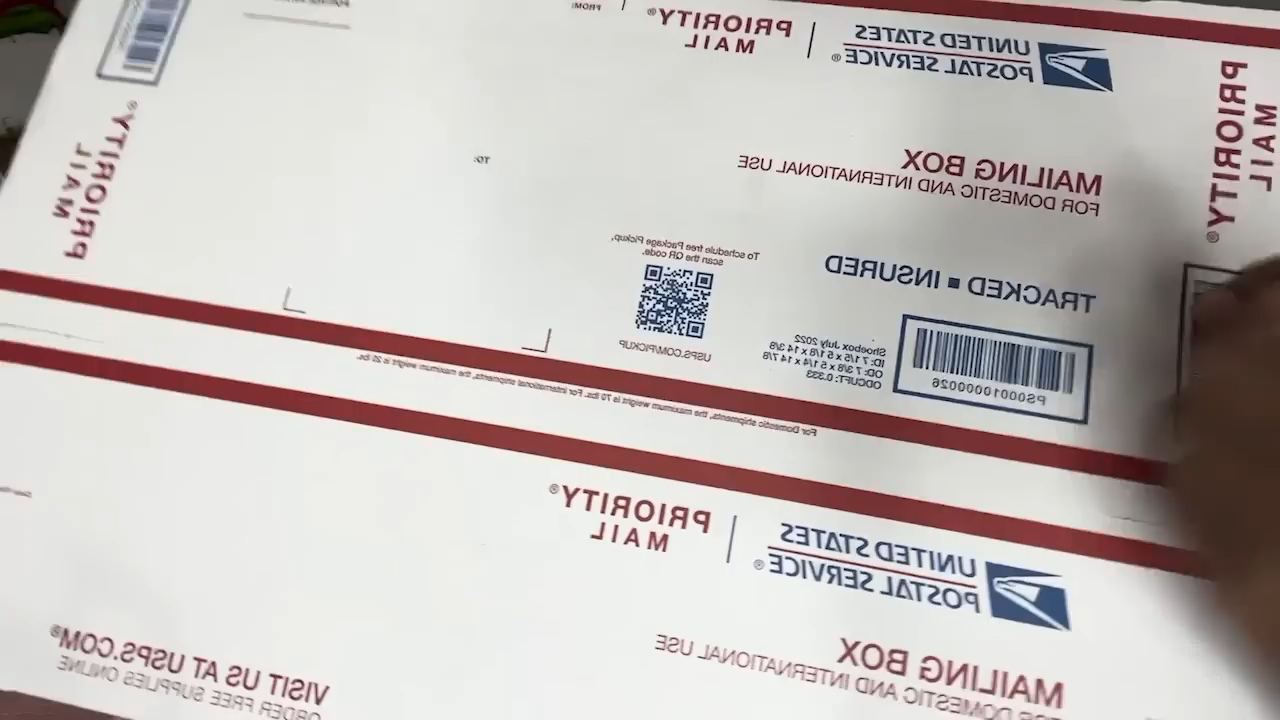 FROM:
PRIORITY®
MAIL
UNITED STATES
POSTAL SERVICE®
PRIORITY®
MAIL
PRIORITY®
MAIL
TO:
MAILING BOX
FOR DOMESTIC AND INTERNATIONAL USE
To schedule free Package Pickup,
scan the QR code.
USPS.COM/PICKUP
TRACKED ■ INSURED
Shoebox July 2022
ID: 7 1/5 x 5 1/8 x 14 3/8
OD: 7 3/8 x 5 1/4 x 14 7/8
ODCUFT: 0.333
PS00010000026
For Domestic shipments, the maximum weight is 70 lbs. For international shipments, the maximum weight is 20 lbs.
UNITED STATES
POSTAL SERVICE®
PRIORITY®
MAIL
MAILING BOX
FOR DOMESTIC AND INTERNATIONAL USE
VISIT US AT USPS.COM®
ORDER FREE SUPPLIES ONLINE